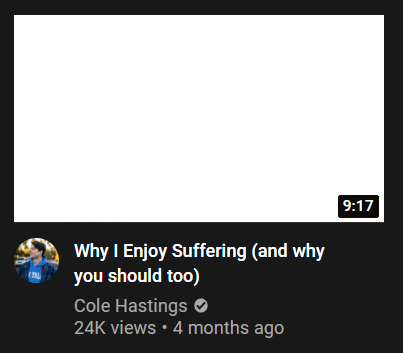 9:17
Why I Enjoy Suffering (and why
you should too)
Cole Hastings
24K views • 4 months ago